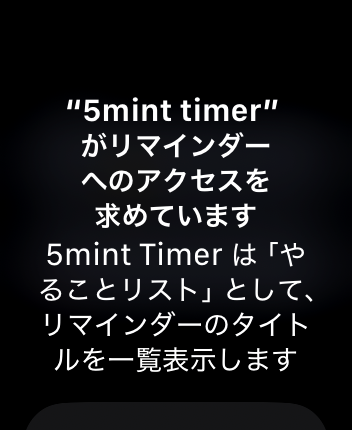 “5mint timer”
がリマインダー
へのアクセスを
求めています
5mint Timer は「や
ることリスト」として、
リマインダーのタイト
ルを一覧表示します